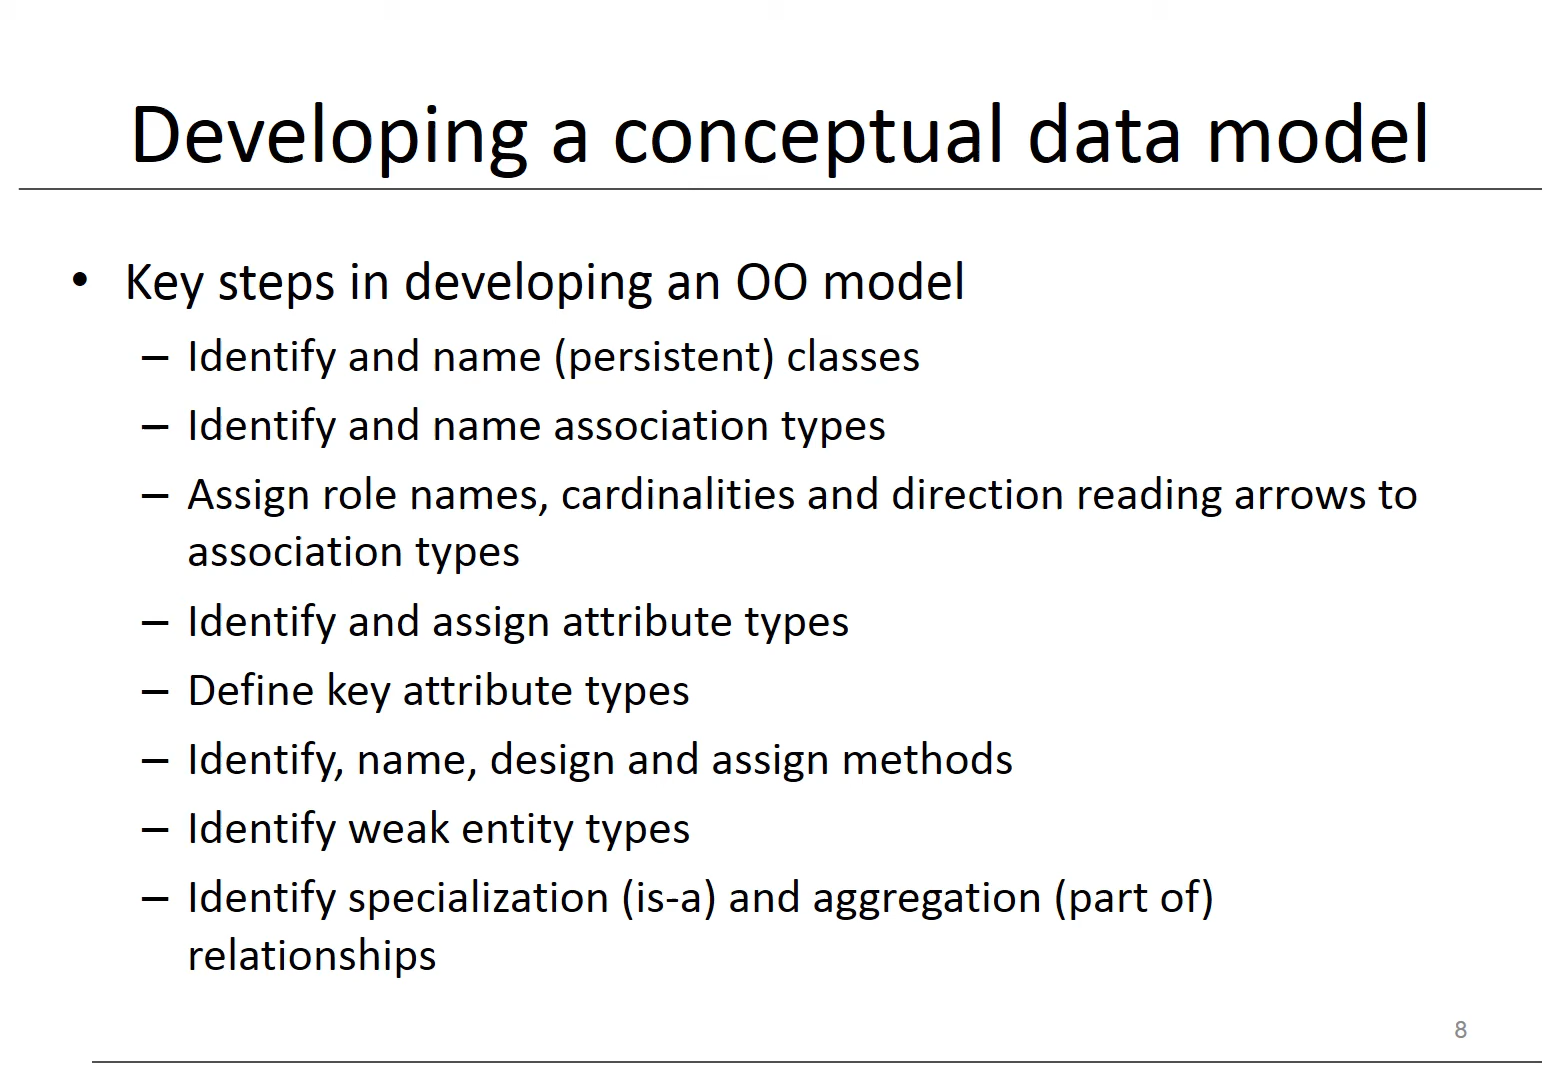 Developing a conceptual data model
• Key steps in developing an OO model
– Identify and name (persistent) classes
– Identify and name association types
– Assign role names, cardinalities and direction reading arrows to
association types
– Identify and assign attribute types
– Define key attribute types
– Identify, name, design and assign methods
– Identify weak entity types
– Identify specialization (is-a) and aggregation (part of)
relationships
8